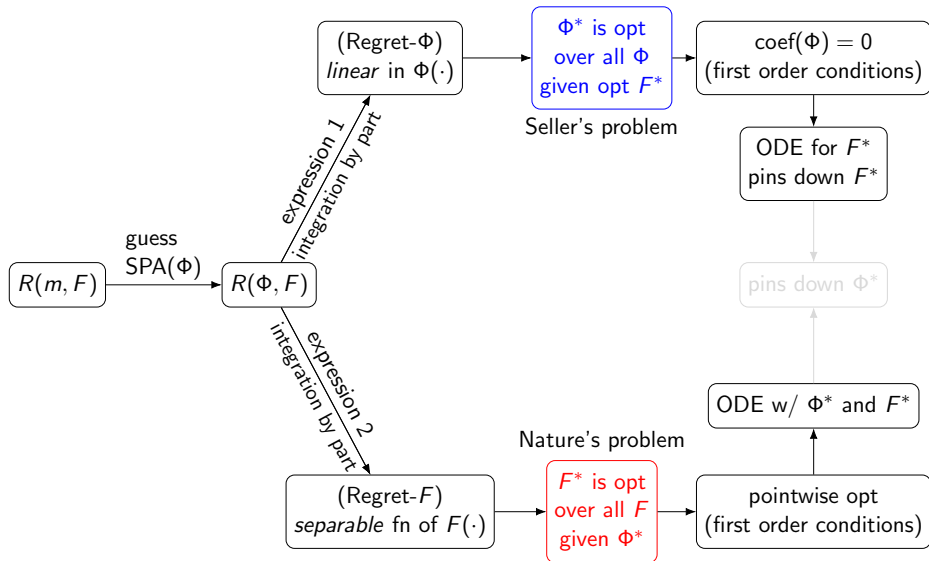 (Regret-Φ)
linear in Φ(·)
Φ* is opt
over all Φ
given opt F*
Seller's problem
coef(Φ) = 0
(first order conditions)
ODE for F*
pins down F*
expression 1
integration by part
guess
SPA(Φ)
R(m, F)
R(Φ, F)
pins down Φ*
expression 2
integration by part
ODE w/ Φ* and F*
Nature's problem
(Regret-F)
separable fn of F(·)
F* is opt
over all F
given Φ*
pointwise opt
(first order conditions)